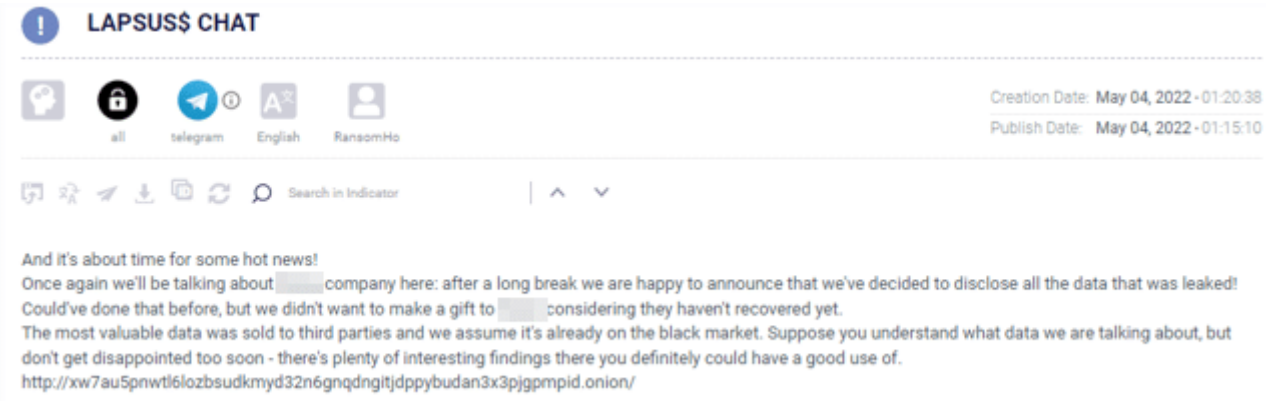 LAPSUS$ CHAT
all
telegram
English
RansomHo
Creation Date: May 04, 2022 - 01:20:38
Publish Date: May 04, 2022 - 01:15:10
Search in Indicator
And it's about time for some hot news!
Once again we'll be talking about company here: after a long break we are happy to announce that we've decided to disclose all the data that was leaked!
Could've done that before, but we didn't want to make a gift to considering they haven't recovered yet.
The most valuable data was sold to third parties and we assume it's already on the black market. Suppose you understand what data we are talking about, but
don't get disappointed too soon - there's plenty of interesting findings there you definitely could have a good use of.
http://xw7au5pnwtl6lozbsudkmyd32n6gnqdngitjdppybudan3x3pjgpmpid.onion/